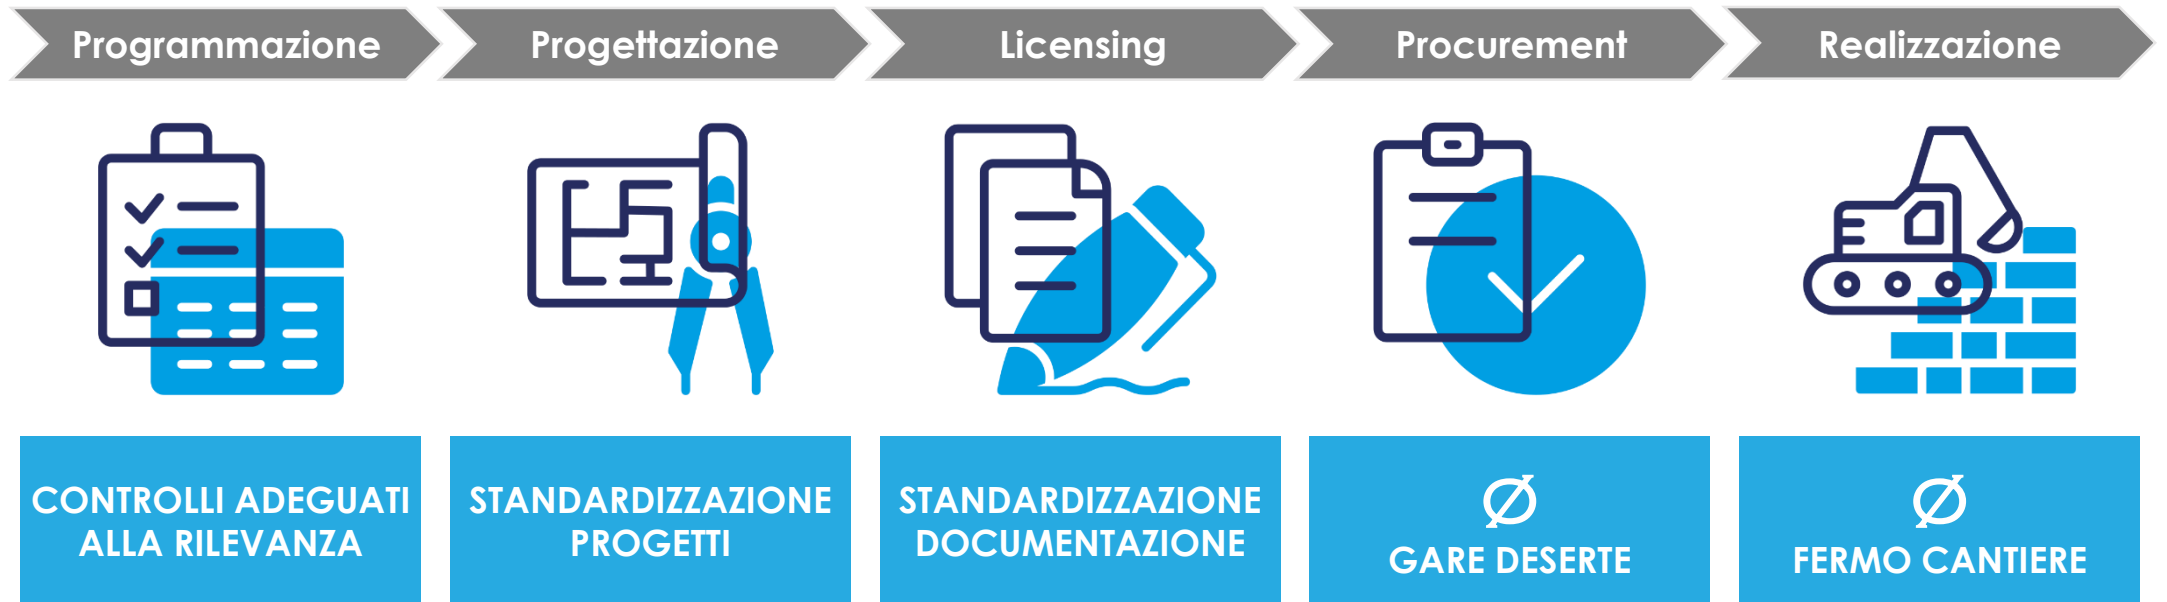 Programmazione
Progettazione
Licensing
Procurement
Realizzazione
CONTROLLI ADEGUATI
ALLA RILEVANZA
STANDARDIZZAZIONE
PROGETTI
STANDARDIZZAZIONE
DOCUMENTAZIONE
Ø
GARE DESERTE
Ø
FERMO CANTIERE